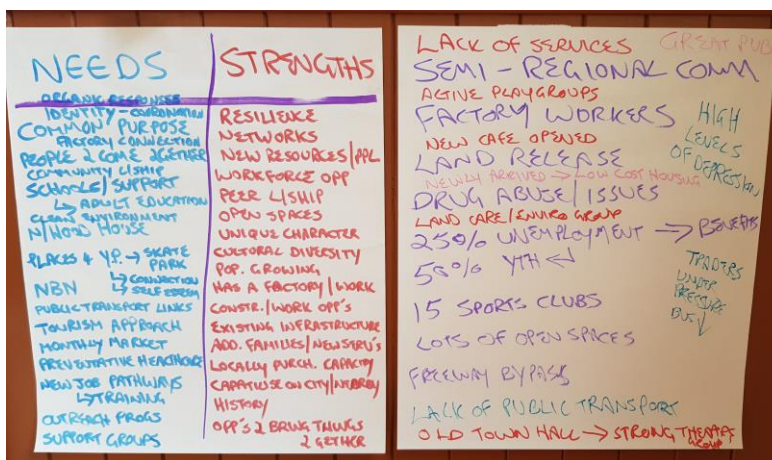 NEEDS
ORGANIC RESPONSES
IDENTITY - COORDINATION
COMMON PURPOSE
FACTORY CONNECTION
PEOPLE 2 COME 2GETHER
COMMUNITY L/SHIP
SCHOOLS/SUPPORT
↳ ADULT EDUCATION
CLEAN ENVIRONMENT
N/HOOD HOUSE
PLACES 4 Y.P. → SKATE
PARK
↳ CONNECTION
↳ SELF ESTEEM
NBN
PUBLIC TRANSPORT LINKS
TOURISM APPROACH
MONTHLY MARKET
PREVENTATIVE HEALTHCARE
NEW JOB PATHWAYS
↳ TRAINING
OUTREACH PROGS
SUPPORT GROUPS
STRENGTHS
RESILIENCE
NETWORKS
NEW RESOURCES/PPL
WORKFORCE OPP
PEER L/SHIP
OPEN SPACES
UNIQUE CHARACTER
CULTURAL DIVERSITY
POP. GROWING
HAS A FACTORY/WORK
CONSTR./WORK OPP'S
EXISTING INFRASTRUCTURE
ADD. FAMILIES/NEW SERV'S
LOCALLY PURCH. CAPACITY
CAPATILISE ON CITY/NEARBY
HISTORY
OPP'S 2 BRING THINGS
2 GETHER
LACK OF SERVICES
GREAT PUB
SEMI - REGIONAL COMM
ACTIVE PLAYGROUPS
FACTORY WORKERS
NEW CAFE OPENED
LAND RELEASE
NEWLY ARRIVED → LOW COST HOUSING
DRUG ABUSE/ISSUES
LAND CARE/ENVIRO GROUP
25% UNEMPLOYMENT → BENEFITS
50% YTH ↵
15 SPORTS CLUBS
LOTS OF OPEN SPACES
FREEWAY BYPASS
LACK OF PUBLIC TRANSPORT
OLD TOWN HALL → STRONG THEATRE
GROUP
HIGH
LEVELS
OF DEPRESSION
TRADERS
UNDER
PRESSURE
BUS ↓